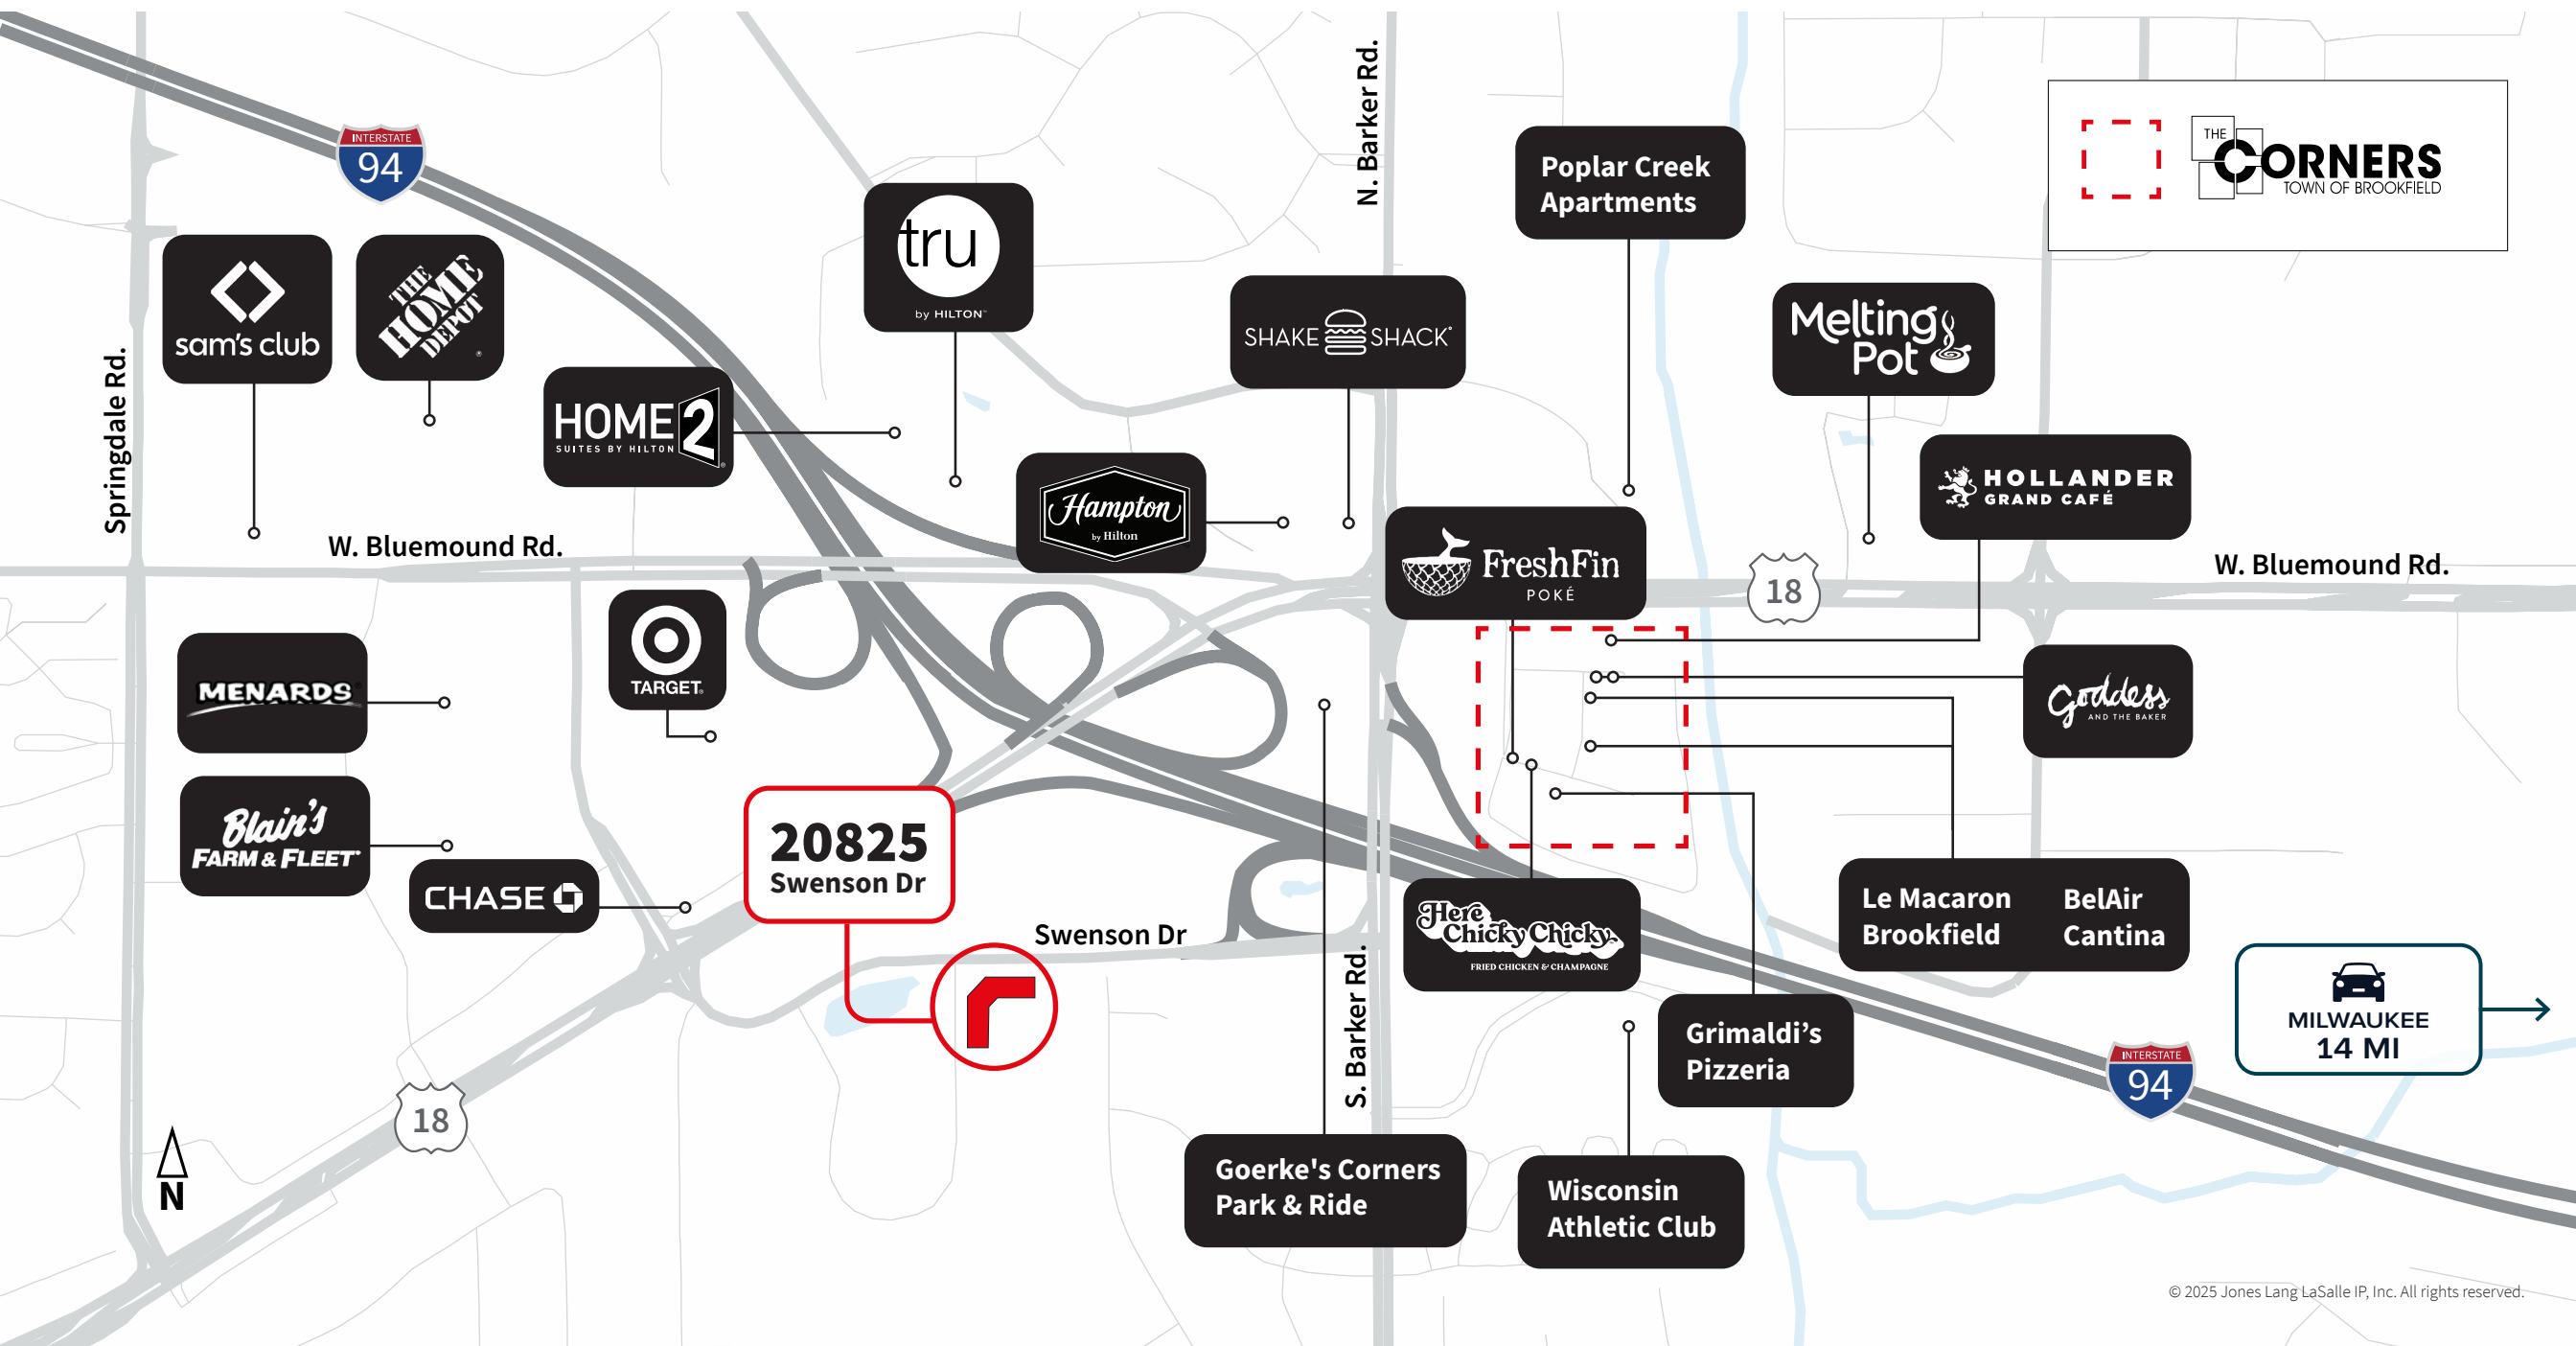 N. Barker Rd.
INTERSTATE
94
THE
CORNERS
TOWN OF BROOKFIELD
Poplar Creek
Apartments
tru
by HILTON™
sam's club
THE
HOME
DEPOT
SHAKE SHACK
Melting
Pot
Springdale Rd.
HOME2
SUITES BY HILTON
Hampton
by Hilton
HOLLANDER
GRAND CAFÉ
W. Bluemound Rd.
FreshFin
POKÉ
18
W. Bluemound Rd.
TARGET
MENARDS
Goddess
AND THE BAKER
Blain's
FARM & FLEET
CHASE
20825
Swenson Dr
Swenson Dr
Here
Chicky Chicky
FRIED CHICKEN & CHAMPAGNE
Le Macaron
Brookfield
BelAir
Cantina
S. Barker Rd.
MILWAUKEE
14 MI
Grimaldi's
Pizzeria
INTERSTATE
94
18
N
Goerke's Corners
Park & Ride
Wisconsin
Athletic Club
© 2025 Jones Lang LaSalle IP, Inc. All rights reserved.